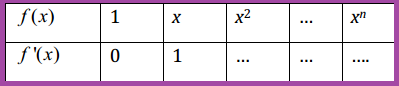 f(x) 1 x x² ... xⁿ
f'(x) 0 1 ... ... ....